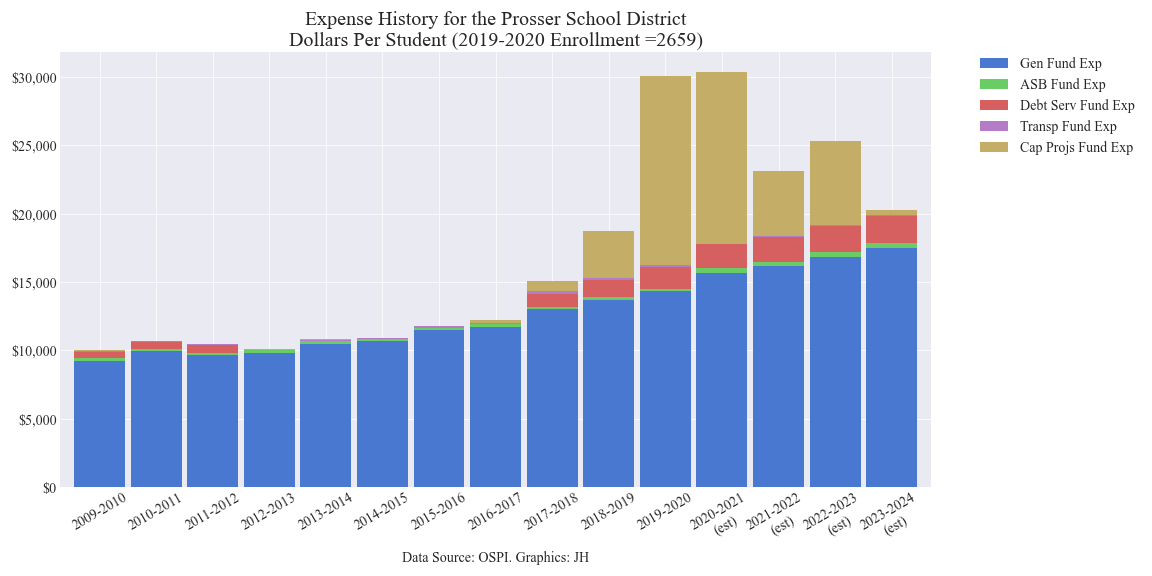 Expense History for the Prosser School District
Dollars Per Student (2019-2020 Enrollment =2659)
Gen Fund Exp
ASB Fund Exp
Debt Serv Fund Exp
Transp Fund Exp
Cap Projs Fund Exp
$30,000
$25,000
$20,000
$15,000
$10,000
$5,000
$0
2009-2010
2010-2011
2011-2012
2012-2013
2013-2014
2014-2015
2015-2016
2016-2017
2017-2018
2018-2019
2019-2020
2020-2021
(est)
2021-2022
(est)
2022-2023
(est)
2023-2024
(est)
Data Source: OSPI. Graphics: JH